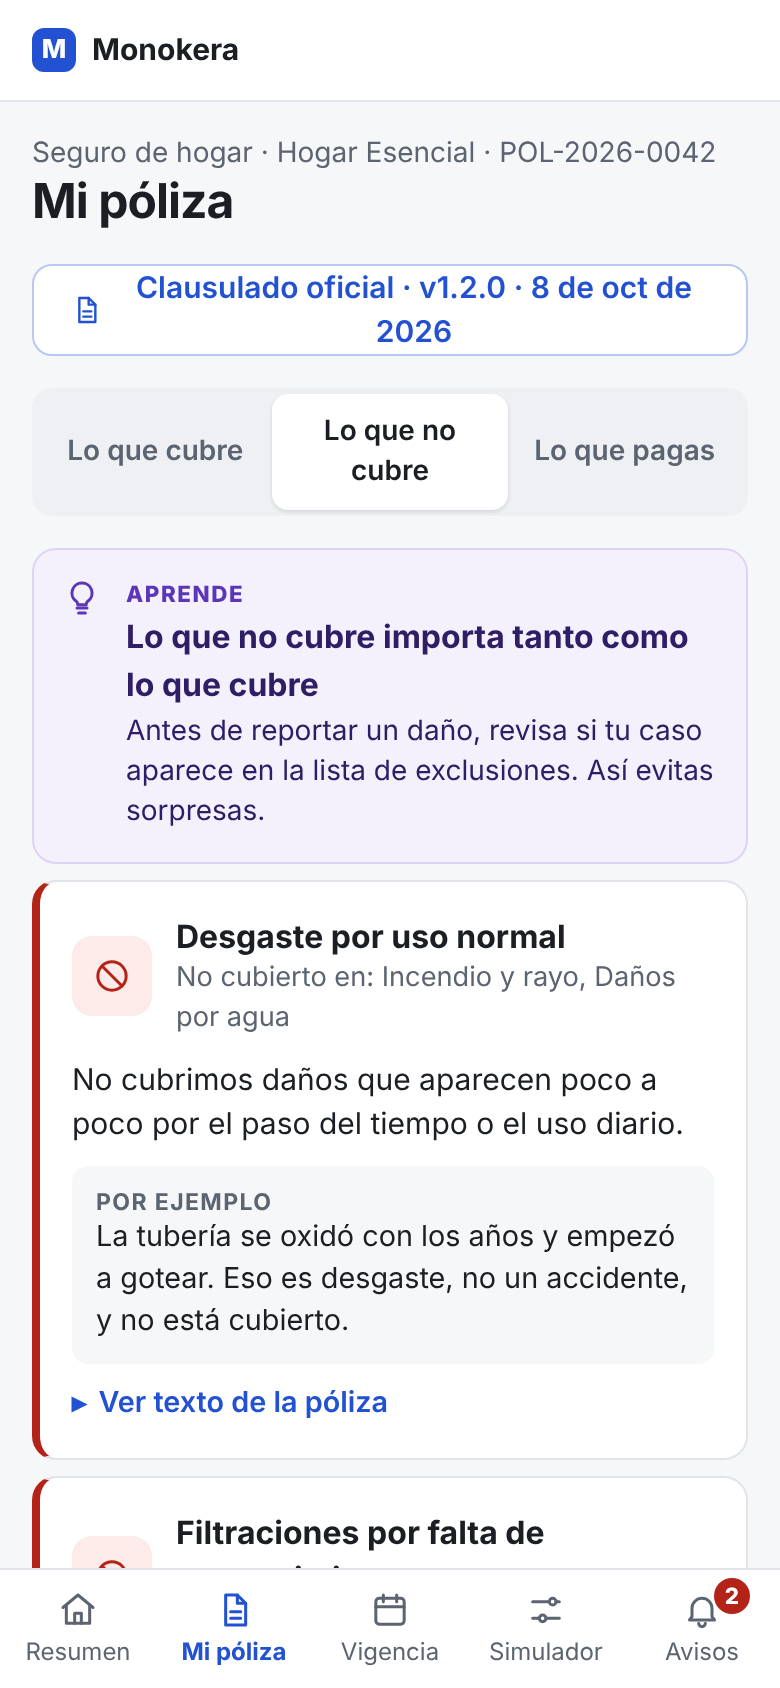 M Monokera
Seguro de hogar · Hogar Esencial · POL-2026-0042
Mi póliza
Clausulado oficial · v1.2.0 · 8 de oct de
2026
Lo que cubre
Lo que no
cubre
Lo que pagas
APRENDE
Lo que no cubre importa tanto como
lo que cubre
Antes de reportar un daño, revisa si tu caso
aparece en la lista de exclusiones. Así evitas
sorpresas.
Desgaste por uso normal
No cubierto en: Incendio y rayo, Daños
por agua
No cubrimos daños que aparecen poco a
poco por el paso del tiempo o el uso diario.
POR EJEMPLO
La tubería se oxidó con los años y empezó
a gotear. Eso es desgaste, no un accidente,
y no está cubierto.
▸ Ver texto de la póliza
Filtraciones por falta de
2
Resumen
Mi póliza
Vigencia
Simulador
Avisos